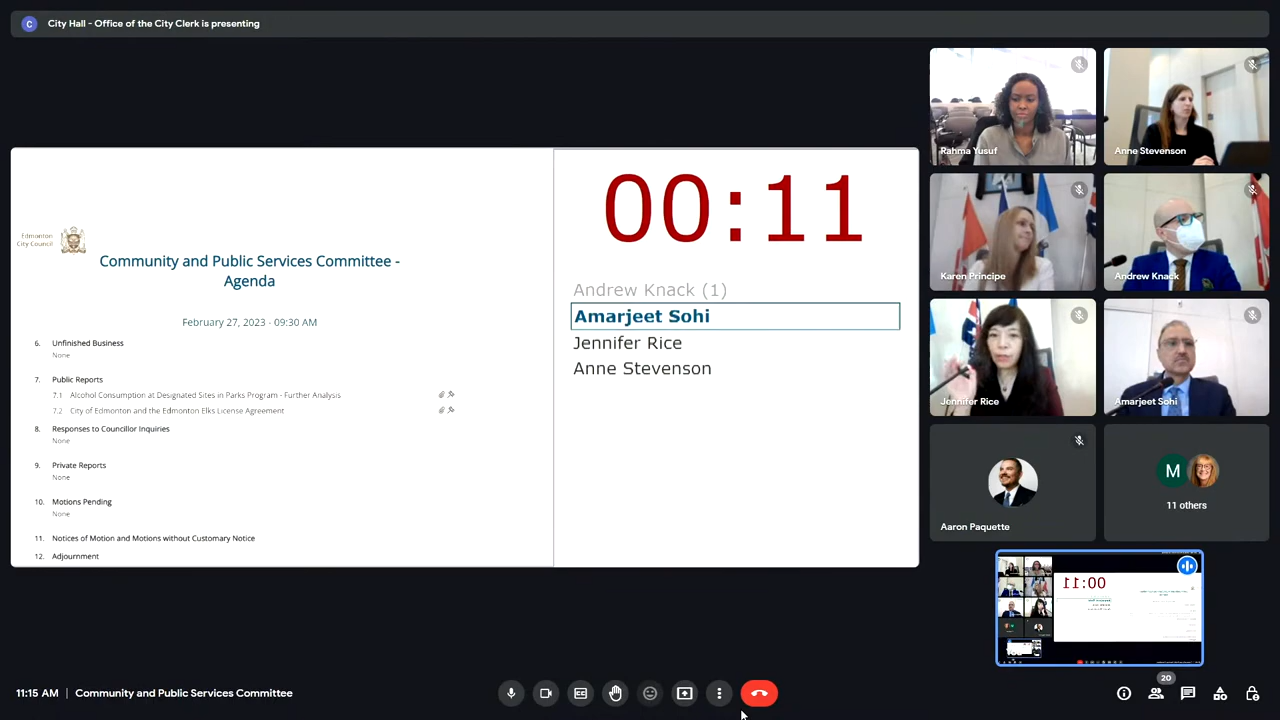 C City Hall - Office of the City Clerk is presenting
Edmonton
City Council
Community and Public Services Committee -
Agenda
February 27, 2023 - 09:30 AM
6. Unfinished Business
None
7. Public Reports
7.1 Alcohol Consumption at Designated Sites in Parks Program - Further Analysis
7.2 City of Edmonton and the Edmonton Elks License Agreement
8. Responses to Councillor Inquiries
None
9. Private Reports
None
10. Motions Pending
None
11. Notices of Motion and Motions without Customary Notice
12. Adjournment
00:11
Andrew Knack (1)
Amarjeet Sohi
Jennifer Rice
Anne Stevenson
Rahma Yusuf
Anne Stevenson
Karen Principe
Andrew Knack
Jennifer Rice
Amarjeet Sohi
Aaron Paquette
M
11 others
00:11
11:15 AM | Community and Public Services Committee
20